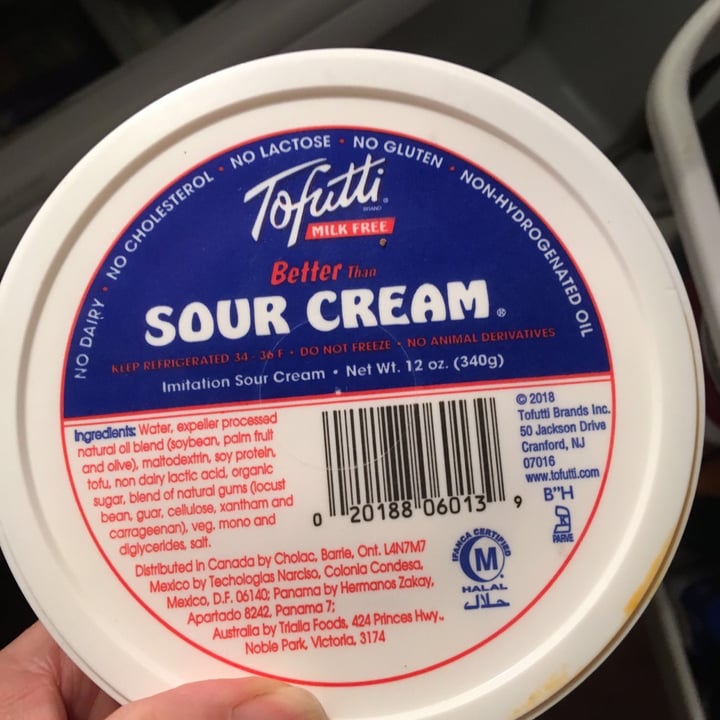 NO DAIRY • NO CHOLESTEROL • NO LACTOSE • NO GLUTEN • NON-HYDROGENATED OIL
Tofutti ®
BRAND
MILK FREE
Better Than
SOUR CREAM ®
KEEP REFRIGERATED 34 - 36 F • DO NOT FREEZE • NO ANIMAL DERIVATIVES
Imitation Sour Cream • Net Wt. 12 oz. (340g)
Ingredients: Water, expeller processed
natural oil blend (soybean, palm fruit
and olive), maltodextrin, soy protein,
tofu, non dairy lactic acid, organic
sugar, blend of natural gums (locust
bean, guar, cellulose, xantham and
carrageenan), veg. mono and
diglycerides, salt.
0 20188 06013 9
© 2018
Tofutti Brands Inc.
50 Jackson Drive
Cranford, NJ
07016
www.tofutti.com
B"H
K
PARVE
IFANCA CERTIFIED
M
HALAL
حلال
Distributed in Canada by Cholac, Barrie, Ont. L4N7M7
Mexico by Techologias Narciso, Colonia Condesa,
Mexico, D.F. 06140; Panama by Hermanos Zakay,
Apartado 8242, Panama 7;
Australia by Trialia Foods, 424 Princes Hwy.,
Noble Park, Victoria, 3174